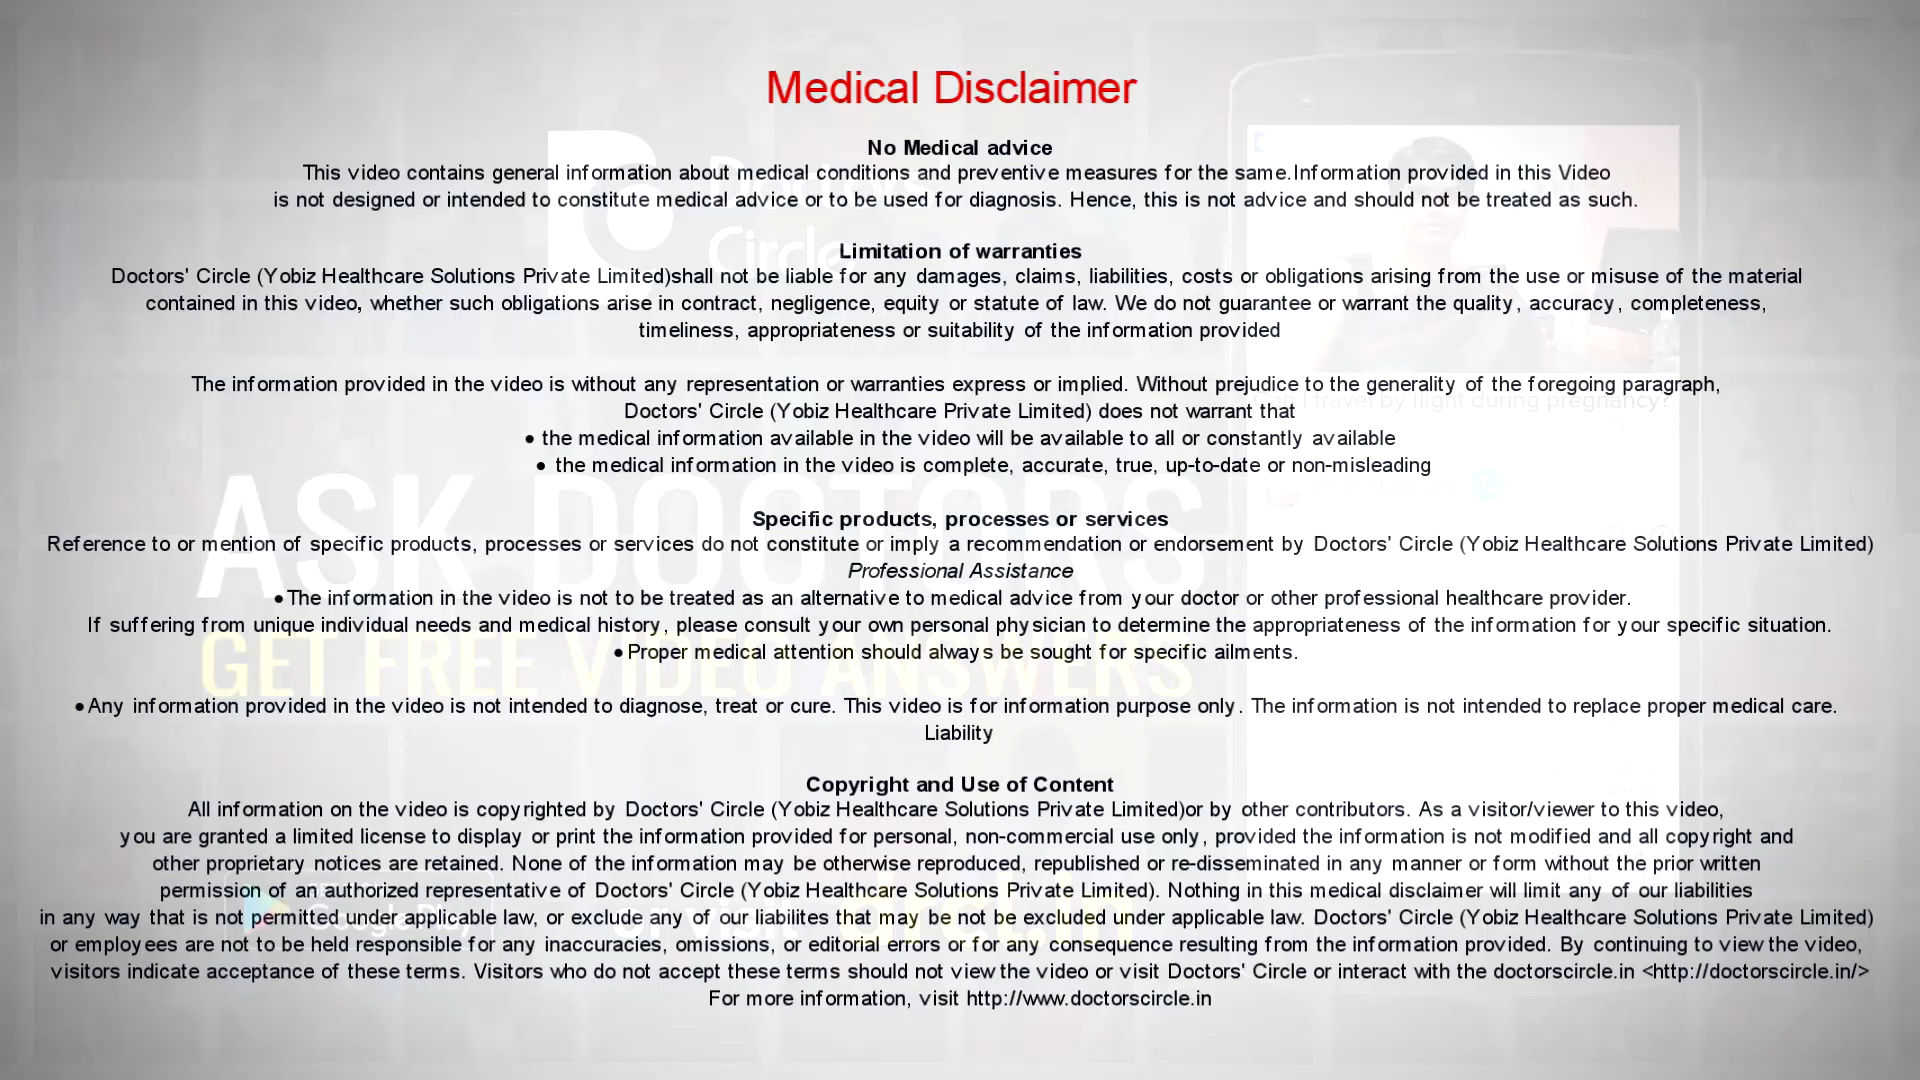 Medical Disclaimer
No Medical advice
This video contains general information about medical conditions and preventive measures for the same.Information provided in this Video
is not designed or intended to constitute medical advice or to be used for diagnosis. Hence, this is not advice and should not be treated as such.
Doctors'
Circle
Limitation of warranties
Doctors' Circle (Yobiz Healthcare Solutions Private Limited)shall not be liable for any damages, claims, liabilities, costs or obligations arising from the use or misuse of the material
contained in this video, whether such obligations arise in contract, negligence, equity or statute of law. We do not guarantee or warrant the quality, accuracy, completeness,
timeliness, appropriateness or suitability of the information provided
The information provided in the video is without any representation or warranties express or implied. Without prejudice to the generality of the foregoing paragraph,
Can I travel by flight during pregnancy?
Doctors' Circle (Yobiz Healthcare Private Limited) does not warrant that
• the medical information available in the video will be available to all or constantly available
• the medical information in the video is complete, accurate, true, up-to-date or non-misleading
ASK DOCTORS
Specific products, processes or services
Reference to or mention of specific products, processes or services do not constitute or imply a recommendation or endorsement by Doctors' Circle (Yobiz Healthcare Solutions Private Limited)
Professional Assistance
•The information in the video is not to be treated as an alternative to medical advice from your doctor or other professional healthcare provider.
If suffering from unique individual needs and medical history, please consult your own personal physician to determine the appropriateness of the information for your specific situation.
•Proper medical attention should always be sought for specific ailments.
GET FREE VIDEO ANSWERS
•Any information provided in the video is not intended to diagnose, treat or cure. This video is for information purpose only. The information is not intended to replace proper medical care.
Liability
Copyright and Use of Content
All information on the video is copyrighted by Doctors' Circle (Yobiz Healthcare Solutions Private Limited)or by other contributors. As a visitor/viewer to this video,
you are granted a limited license to display or print the information provided for personal, non-commercial use only, provided the information is not modified and all copyright and
other proprietary notices are retained. None of the information may be otherwise reproduced, republished or re-disseminated in any manner or form without the prior written
permission of an authorized representative of Doctors' Circle (Yobiz Healthcare Solutions Private Limited). Nothing in this medical disclaimer will limit any of our liabilities
in any way that is not permitted under applicable law, or exclude any of our liabilites that may be not be excluded under applicable law. Doctors' Circle (Yobiz Healthcare Solutions Private Limited)
Google Play
or visit drcl.in
or employees are not to be held responsible for any inaccuracies, omissions, or editorial errors or for any consequence resulting from the information provided. By continuing to view the video,
visitors indicate acceptance of these terms. Visitors who do not accept these terms should not view the video or visit Doctors' Circle or interact with the doctorscircle.in <http://doctorscircle.in/>
For more information, visit http://www.doctorscircle.in